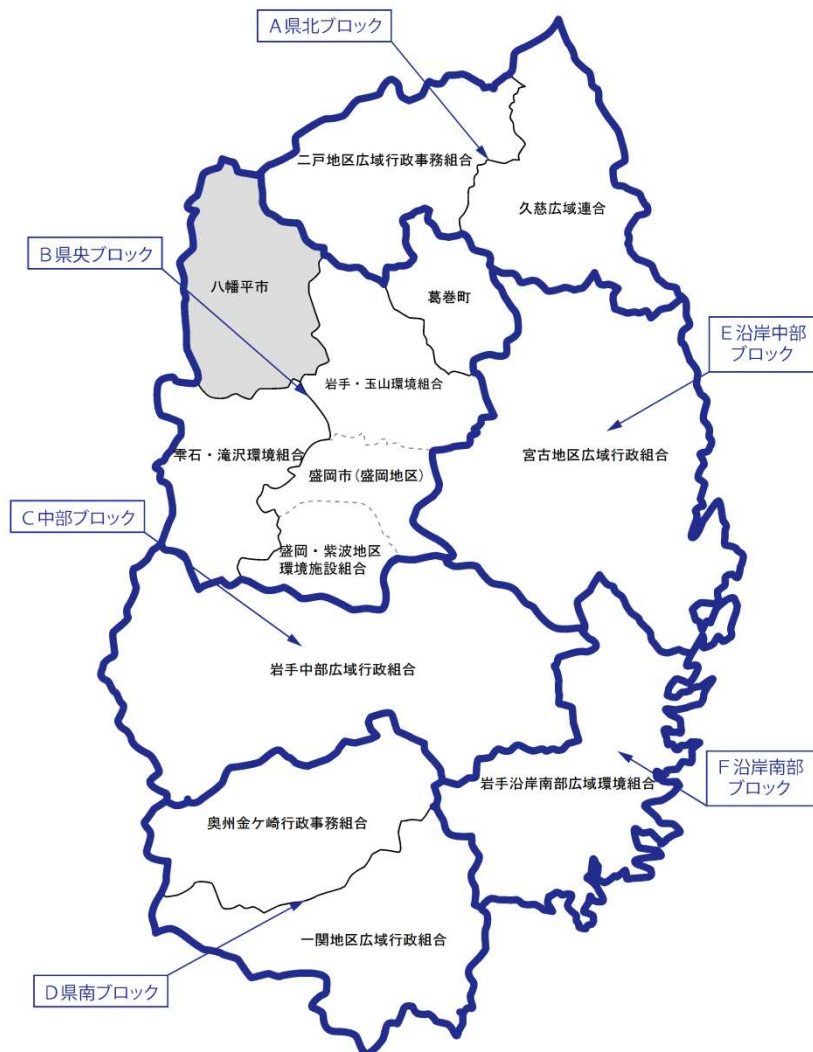 A県北ブロック
二戸地区広域行政事務組合
久慈広域連合
B県央ブロック
八幡平市
葛巻町
E沿岸中部
ブロック
岩手・玉山環境組合
雫石・滝沢環境組合
盛岡市(盛岡地区)
宮古地区広域行政組合
C中部ブロック
盛岡・紫波地区
環境施設組合
岩手中部広域行政組合
F沿岸南部
ブロック
岩手沿岸南部広域環境組合
奥州金ケ崎行政事務組合
一関地区広域行政組合
D県南ブロック